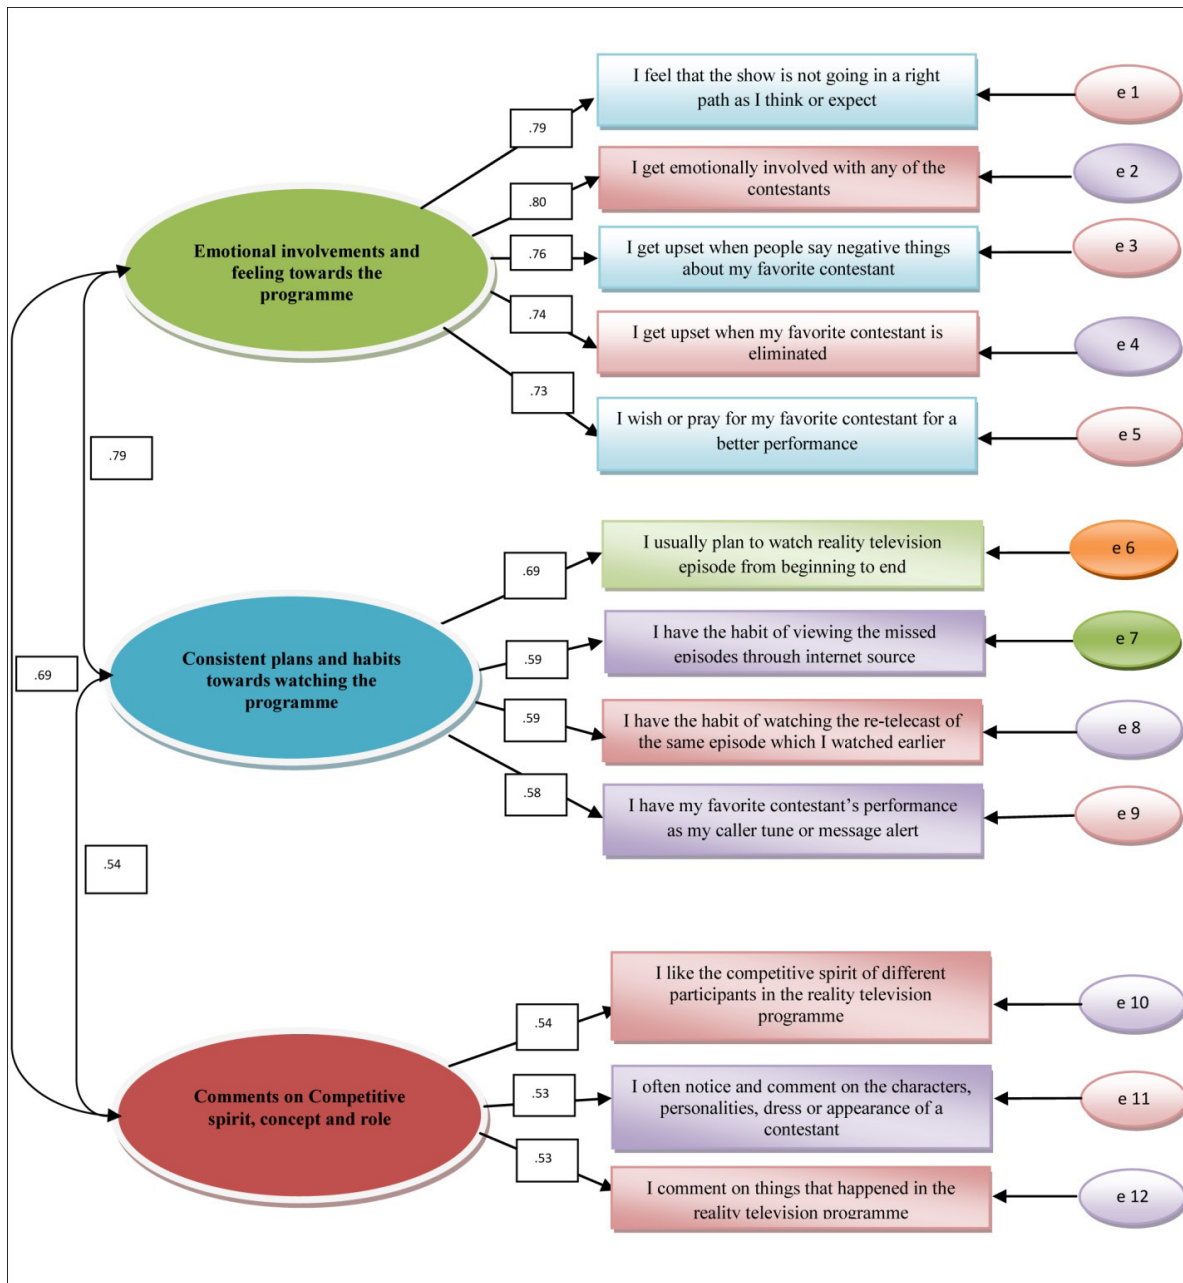 I feel that the show is not going in a right
path as I think or expect
e 1
.79
I get emotionally involved with any of the
contestants
e 2
.80
Emotional involvements and
feeling towards the
programme
.76
I get upset when people say negative things
about my favorite contestant
e 3
.74
I get upset when my favorite contestant is
eliminated
e 4
.73
I wish or pray for my favorite contestant for a
better performance
e 5
.79
I usually plan to watch reality television
episode from beginning to end
e 6
.69
I have the habit of viewing the missed
episodes through internet source
e 7
.59
Consistent plans and habits
towards watching the
programme
.69
.59
I have the habit of watching the re-telecast of
the same episode which I watched earlier
e 8
.58
I have my favorite contestant’s performance
as my caller tune or message alert
e 9
.54
I like the competitive spirit of different
participants in the reality television
programme
e 10
.54
Comments on Competitive
spirit, concept and role
.53
I often notice and comment on the characters,
personalities, dress or appearance of a
contestant
e 11
.53
I comment on things that happened in the
reality television programme
e 12